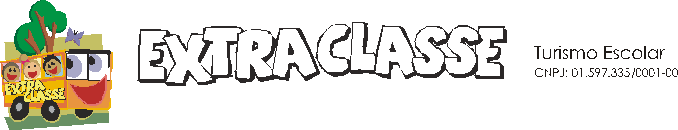 EXTRA
CLASSE
EXTRACLASSE
Turismo Escolar
CNPJ: 01.597.335/0001-00